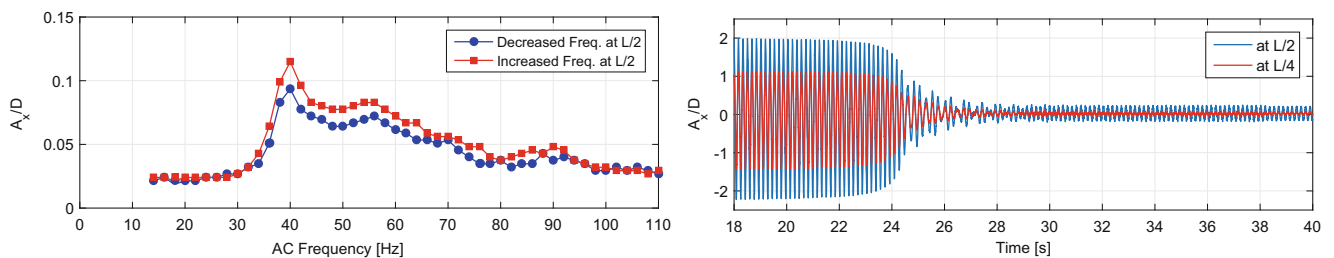 0.15
0.1
0.05
0
A_x/D
Decreased Freq. at L/2
Increased Freq. at L/2
0 10 20 30 40 50 60 70 80 90 100 110
AC Frequency [Hz]
2
1
0
-1
-2
A_x/D
at L/2
at L/4
18 20 22 24 26 28 30 32 34 36 38 40
Time [s]